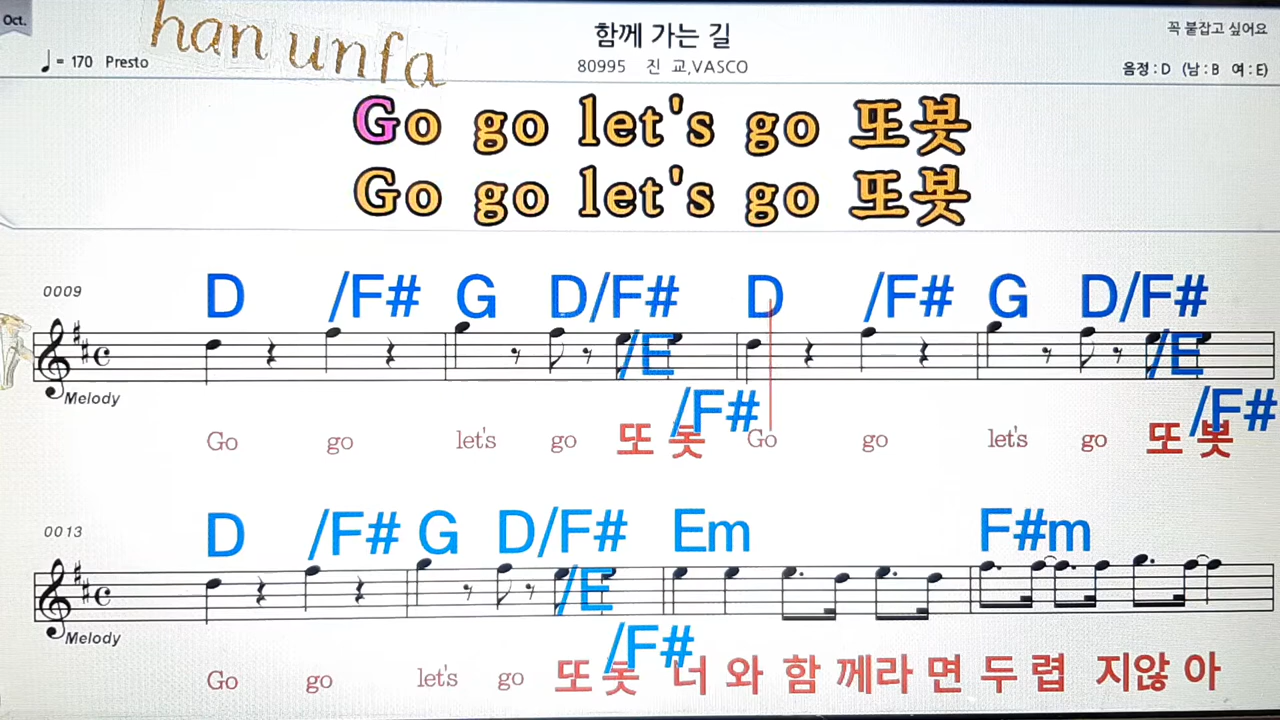 Oct.
han unfa
함께 가는 길
꼭 붙잡고 싶어요
♩ = 170 Presto
80995 진 교,VASCO
음정 : D (남 : B 여 : E)
Go go let's go 또봇
Go go let's go 또봇
0009
D /F# G D/F# /E /F# D /F# G D/F# /E /F#
Melody
Go go let's go 또 봇 Go go let's go 또 봇
0013
D /F# G D/F# /E /F# Em F#m
Melody
Go go let's go 또 봇 너 와 함 께라 면 두 렵 지않 아